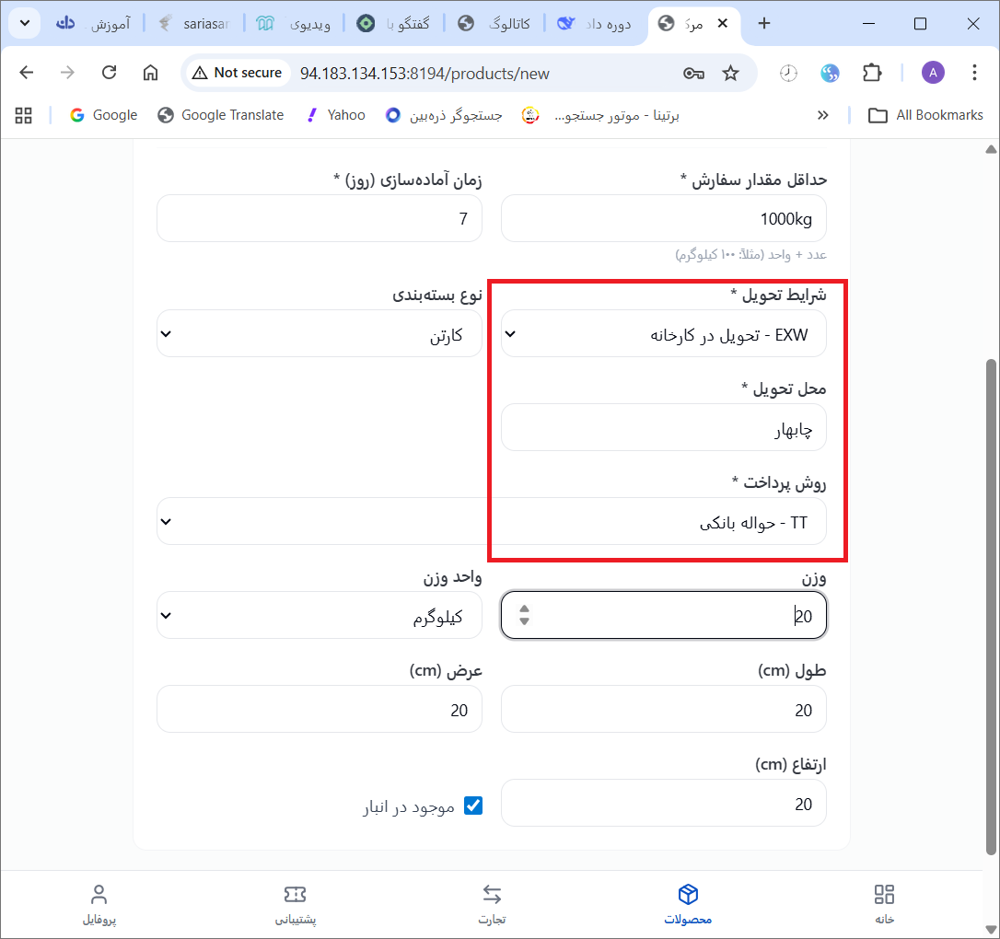 آموزش
sariasar
ویدیوی
گفتگو با
کاتالوگ
دوره داد
مرک
Not secure
94.183.134.153:8194/products/new
A
Google
Google Translate
Yahoo
جستجوگر ذره‌بین
برتینا - موتور جستجو...
All Bookmarks
حداقل مقدار سفارش *
زمان آماده‌سازی (روز) *
1000kg
7
عدد + واحد (مثلاً: ۱۰۰ کیلوگرم)
شرایط تحویل *
نوع بسته‌بندی
EXW - تحویل در کارخانه
کارتن
محل تحویل *
چابهار
روش پرداخت *
TT - حواله بانکی
وزن
واحد وزن
20
کیلوگرم
طول (cm)
عرض (cm)
20
20
ارتفاع (cm)
20
موجود در انبار
خانه
محصولات
تجارت
پشتیبانی
پروفایل